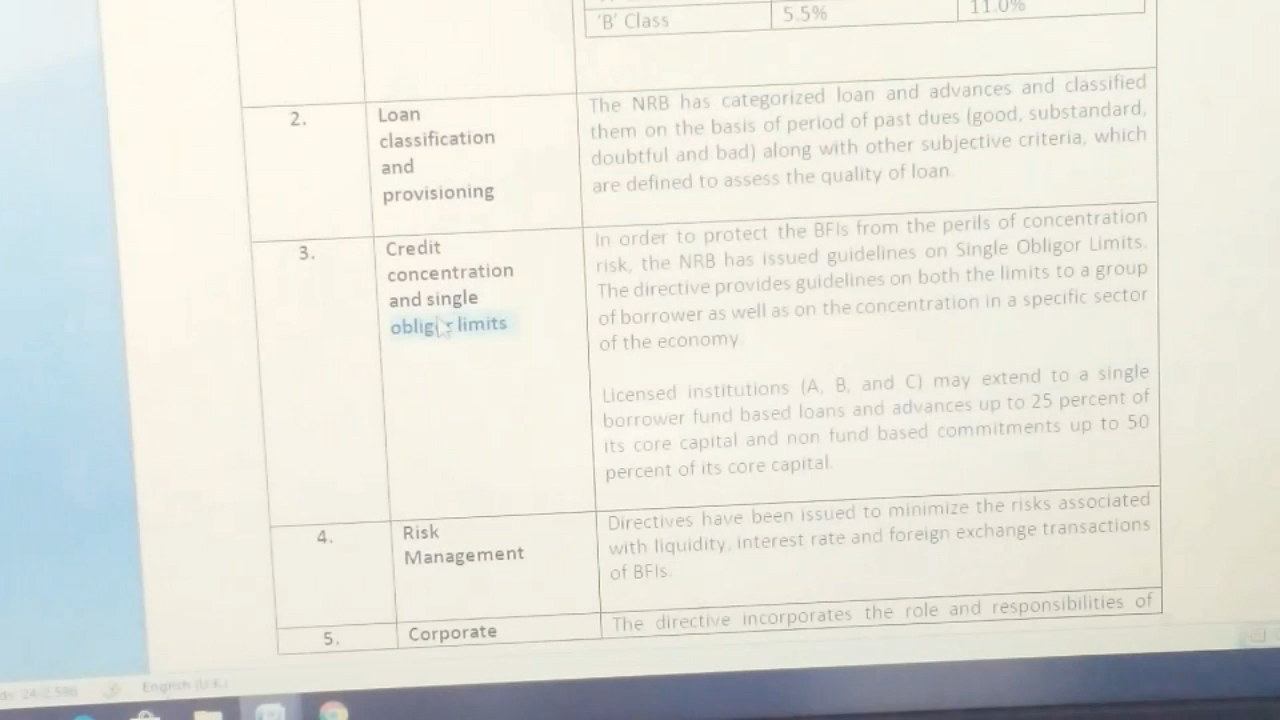 'B' Class 5.5% 11.0%
2.
Loan
classification
and
provisioning
The NRB has categorized loan and advances and classified
them on the basis of period of past dues (good, substandard,
doubtful and bad) along with other subjective criteria, which
are defined to assess the quality of loan.
3.
Credit
concentration
and single
limits
In order to protect the BFIs from the perils of concentration
risk, the NRB has issued guidelines on Single Obligor Limits.
The directive provides guidelines on both the limits to a group
of borrower as well as on the concentration in a specific sector
of the economy.
Licensed institutions (A, B, and C) may extend to a single
borrower fund based loans and advances up to 25 percent of
its core capital and non fund based commitments up to 50
percent of its core capital.
4.
Risk
Management
Directives have been issued to minimize the risks associated
with liquidity, interest rate and foreign exchange transactions
of BFIs.
5.
Corporate
The directive incorporates the role and responsibilities of
English (U.K.)